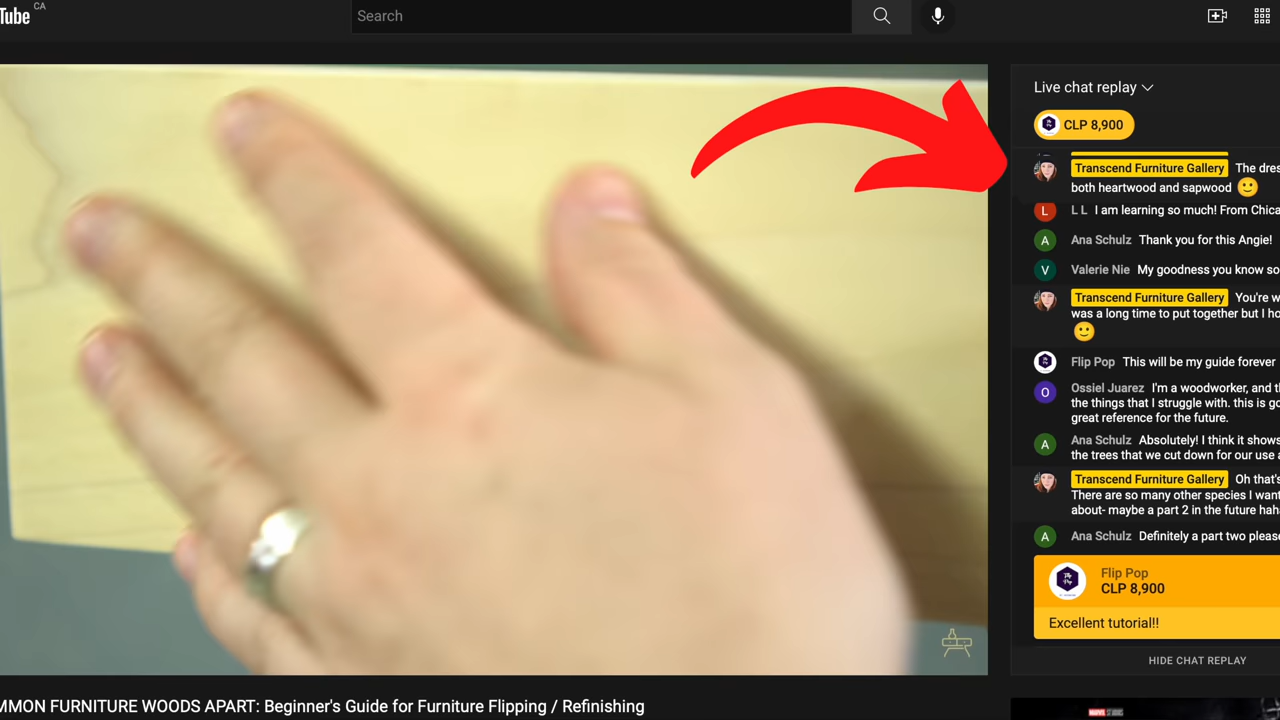 Tube CA
Search
Live chat replay
CLP 8,900
Transcend Furniture Gallery The dres
both heartwood and sapwood
L
L L I am learning so much! From Chica
A
Ana Schulz Thank you for this Angie!
V
Valerie Nie My goodness you know so
Transcend Furniture Gallery You're w
was a long time to put together but I ho
Flip Pop This will be my guide forever
O
Ossiel Juarez I'm a woodworker, and th
the things that I struggle with. this is go
great reference for the future.
A
Ana Schulz Absolutely! I think it shows
the trees that we cut down for our use a
Transcend Furniture Gallery Oh that's
There are so many other species I want
about- maybe a part 2 in the future haha
A
Ana Schulz Definitely a part two please
Flip Pop
CLP 8,900
Excellent tutorial!!
HIDE CHAT REPLAY
MMON FURNITURE WOODS APART: Beginner's Guide for Furniture Flipping / Refinishing
MARVEL STUDIOS